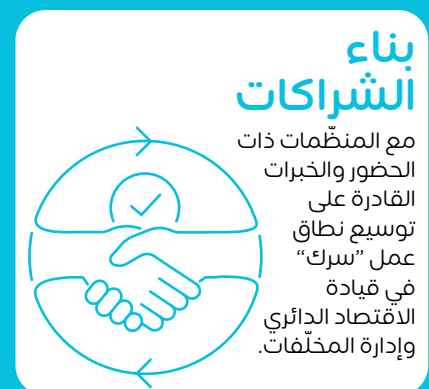 بناء
الشراكات
مع المنظّمات ذات
الحضور والخبرات
القادرة على
توسيع نطاق
عمل ”سرك“
في قيادة
الاقتصاد الدائري
وإدارة المخلّفات.